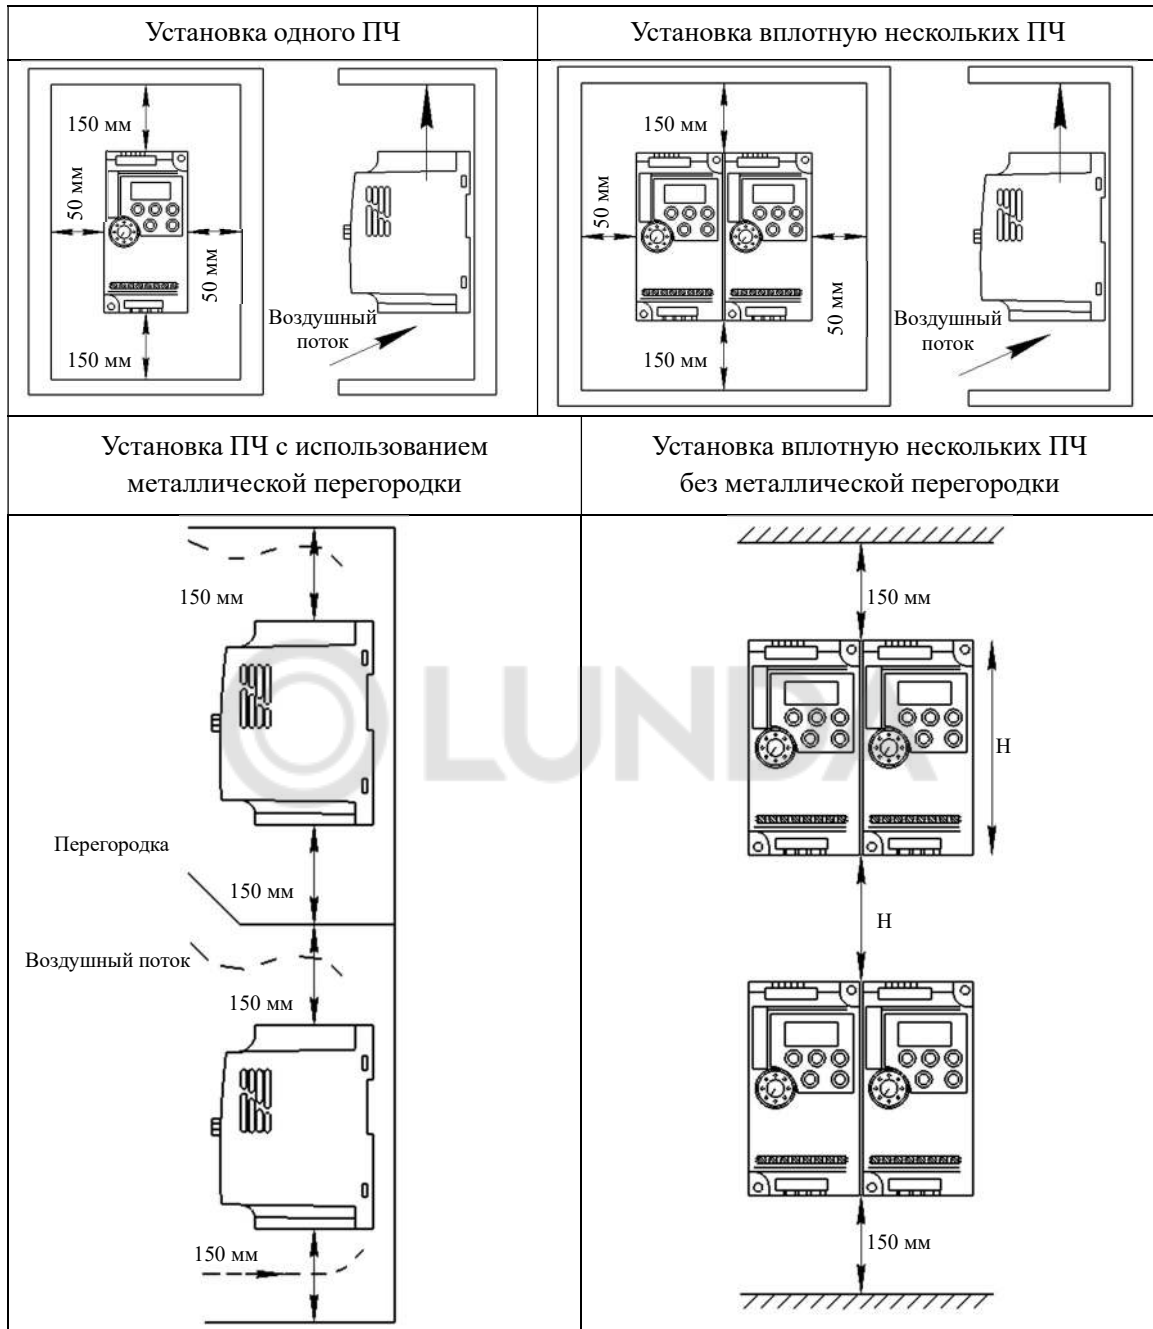 Установка одного ПЧ
Установка вплотную нескольких ПЧ
150 мм
50 мм
50 мм
150 мм
Воздушный
поток
150 мм
50 мм
50 мм
150 мм
Воздушный
поток
Установка ПЧ с использованием
металлической перегородки
Установка вплотную нескольких ПЧ
без металлической перегородки
150 мм
Перегородка
150 мм
Воздушный поток
150 мм
150 мм
150 мм
H
H
150 мм
LUNDA